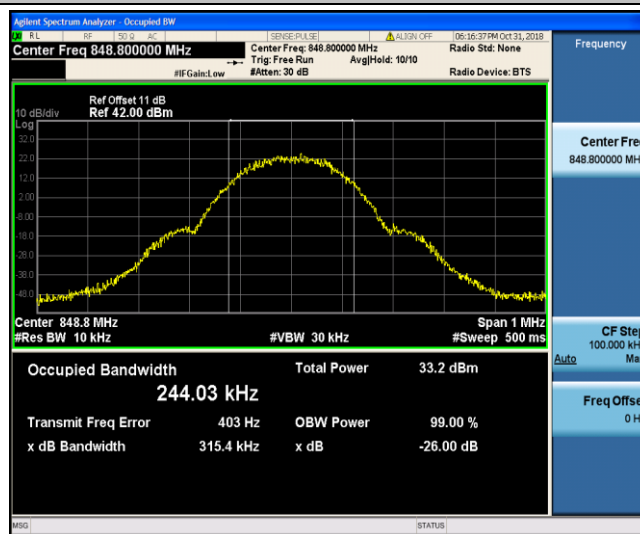 Agilent Spectrum Analyzer - Occupied BW
RL RF 50 Ω AC SENSE:PULSE ALIGN OFF 06:16:37 PM Oct 31, 2018
Center Freq 848.800000 MHz Center Freq: 848.800000 MHz Radio Std: None
Trig: Free Run Avg|Hold: 10/10
#IFGain:Low #Atten: 30 dB Radio Device: BTS
Ref Offset 11 dB
10 dB/div Ref 42.00 dBm
Log
32.0
22.0
12.0
2.00
-8.00
-18.0
-28.0
-38.0
-48.0
Center 848.8 MHz Span 1 MHz
#Res BW 10 kHz #VBW 30 kHz #Sweep 500 ms
Occupied Bandwidth Total Power 33.2 dBm
244.03 kHz
Transmit Freq Error 403 Hz OBW Power 99.00 %
x dB Bandwidth 315.4 kHz x dB -26.00 dB
MSG STATUS
Frequency
Center Fre
848.800000 MH
CF Step
100.000 kH
Auto Ma
Freq Offse
0 H